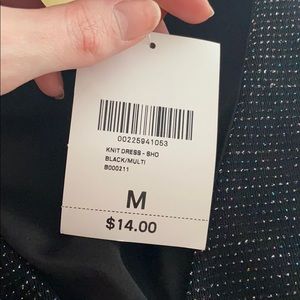 00225941053
KNIT DRESS - SHO
BLACK/MULTI
B000211
M
$14.00